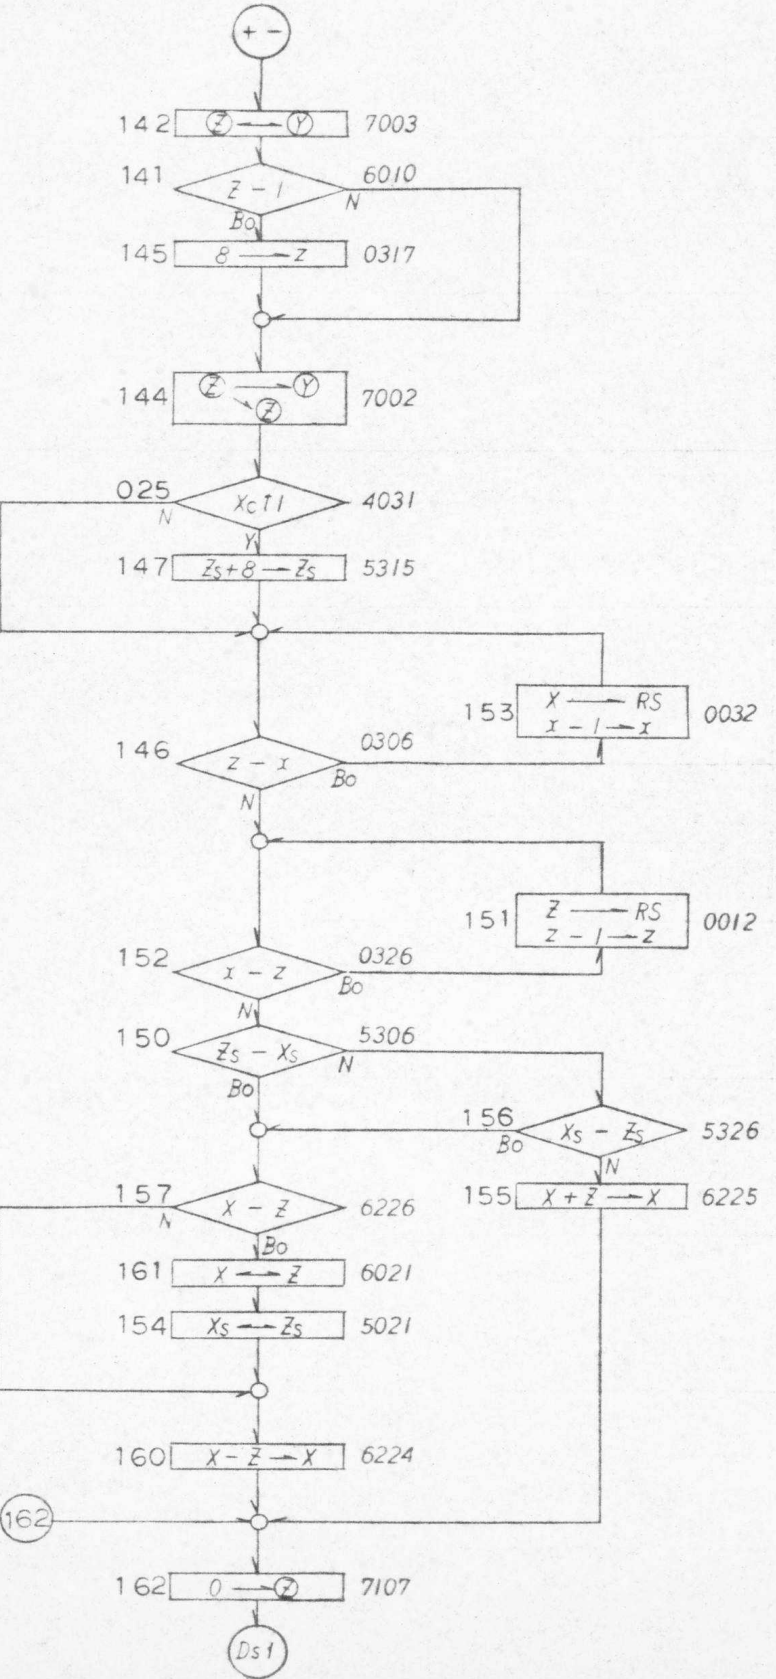 + -
142 Z ↔ Y 7003
141 Z - 1 6010
N
Bo
145 8 → z 0317
144 Z → Y 7002
Z
025 Xc↑1 4031
N
Y
147 Zs+8 → Zs 5315
153 X → RS 0032
x - 1 → x
146 z - x 0306
Bo
N
151 Z → RS 0012
z - 1 → z
152 x - z 0326
Bo
N
150 Zs - Xs 5306
N
Bo
156 Xs - Zs 5326
Bo
N
157 X - Z 6226
N
Bo
155 X + Z → X 6225
161 X ↔ Z 6021
154 Xs ↔ Zs 5021
160 X - Z → X 6224
162
162 0 → Z 7107
Ds1